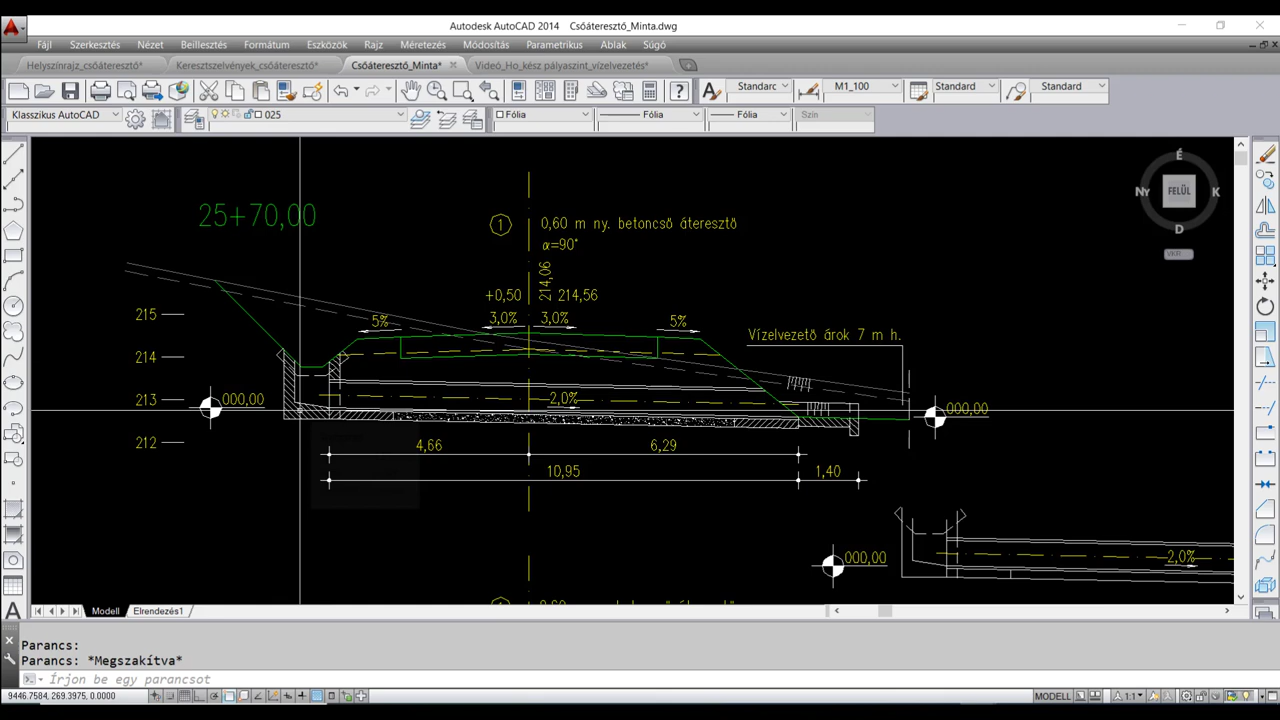 Autodesk AutoCAD 2014 Csőáteresztő_Minta.dwg
Fájl Szerkesztés Nézet Beillesztés Formátum Eszközök Rajz Méretezés Módosítás Parametrikus Ablak Súgó
Helyszínrajz_csőáteresztő* Keresztszelvények_csőáteresztő* Csőáteresztő_Minta* Videó_Ho_kész pályaszint_vízelvezetés*
Standard M1_100 Standard Standard
Klasszikus AutoCAD 025 Fólia Fólia Fólia Szín
É
Ny FELÜL K
D
VKR
25+70,00
1 0,60 m ny. betoncső áteresztő
α=90°
214,06
+0,50 214,56
5% 3,0% 3,0% 5%
215
214
213
212
Vízelvezető árok 7 m h.
000,00 2,0% 000,00
4,66 6,29
10,95 1,40
000,00 2,0%
Modell Elrendezés1
Parancs:
Parancs: *Megszakítva*
Írjon be egy parancsot
9446.7584, 269.3975, 0.0000 MODELL 1:1